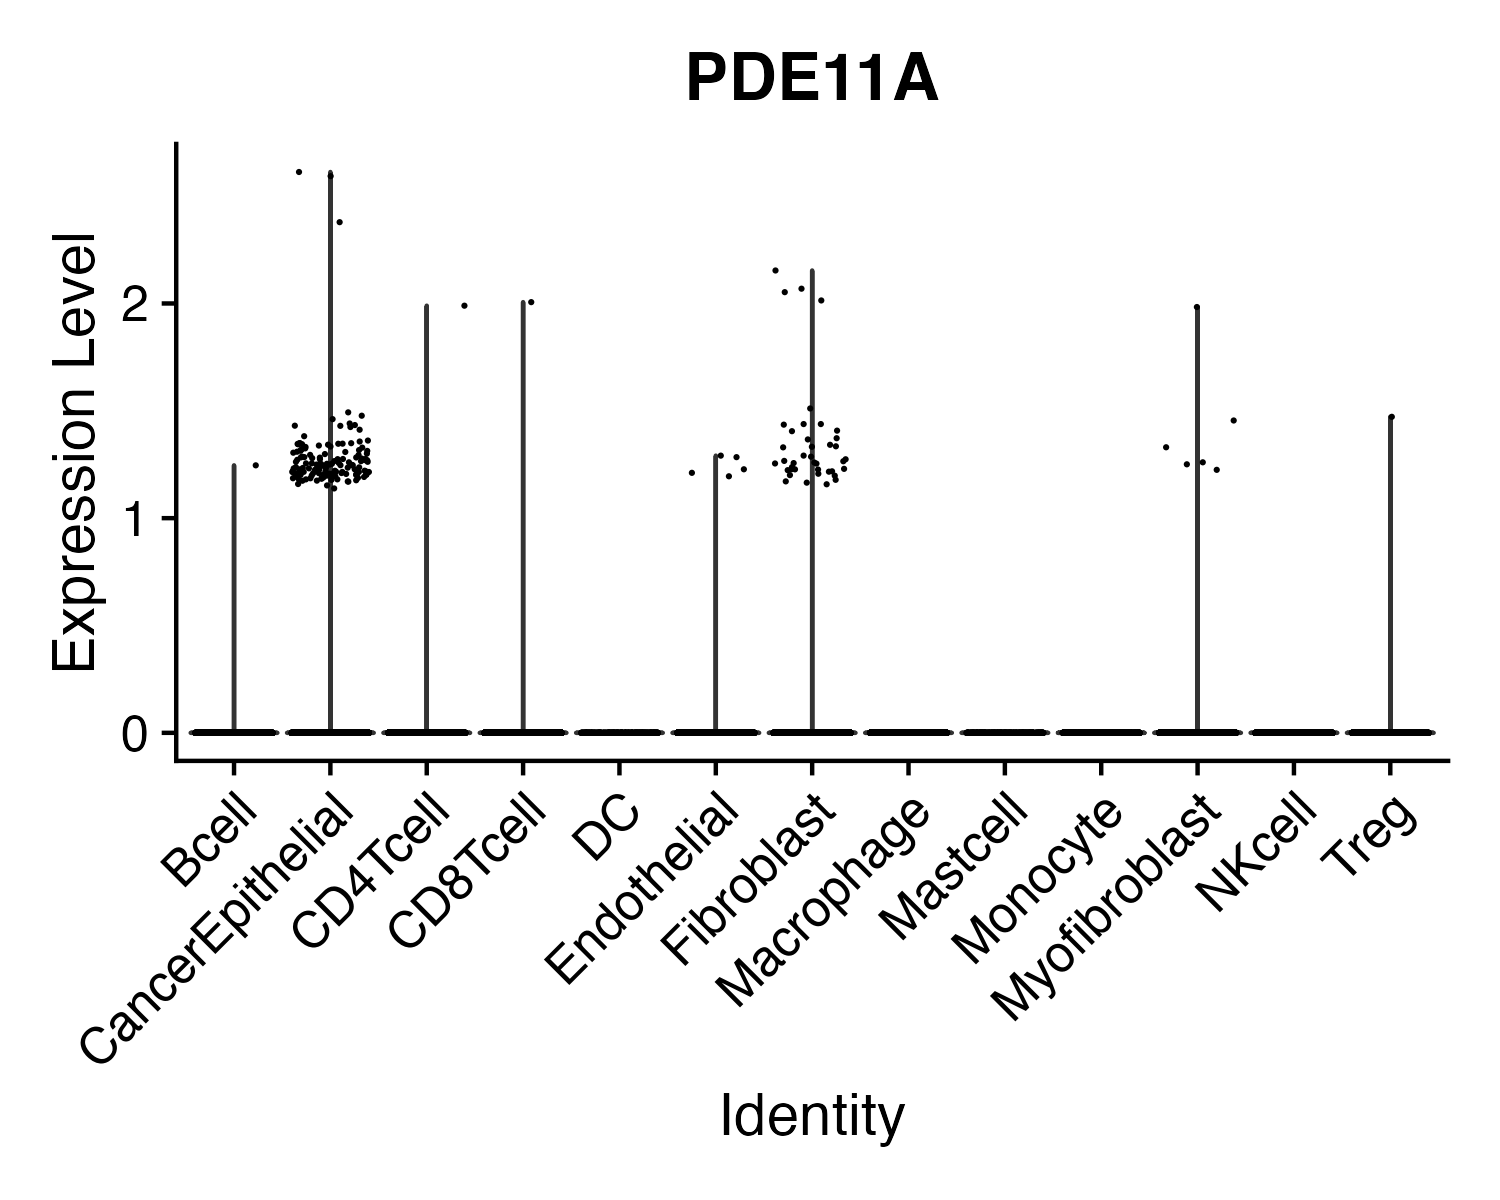 PDE11A
Expression Level
2
1
0
Bcell
CancerEpithelial
CD4Tcell
CD8Tcell
DC
Endothelial
Fibroblast
Macrophage
Mastcell
Monocyte
Myofibroblast
NKcell
Treg
Identity